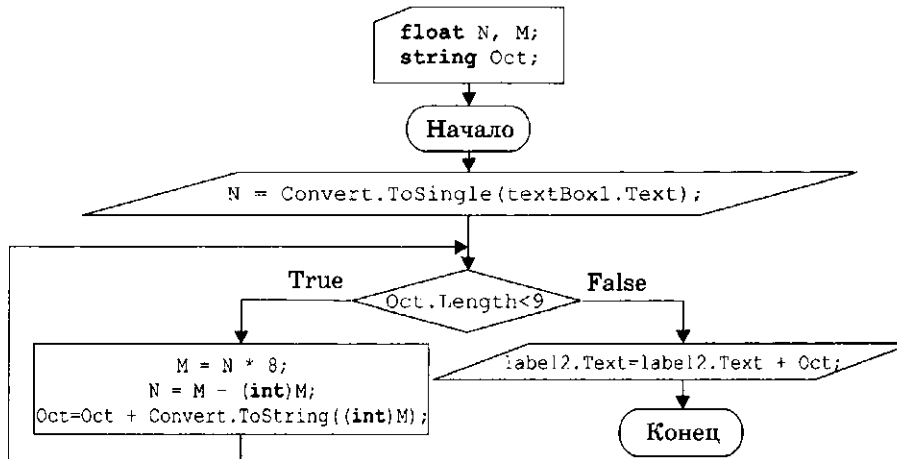 float N, M;
string Oct;
Начало
N = Convert.ToSingle(textBox1.Text);
True
Oct.Length<9
False
M = N * 8;
N = M - (int)M;
Oct=Oct + Convert.ToString((int)M);
label2.Text=label2.Text + Oct;
Конец